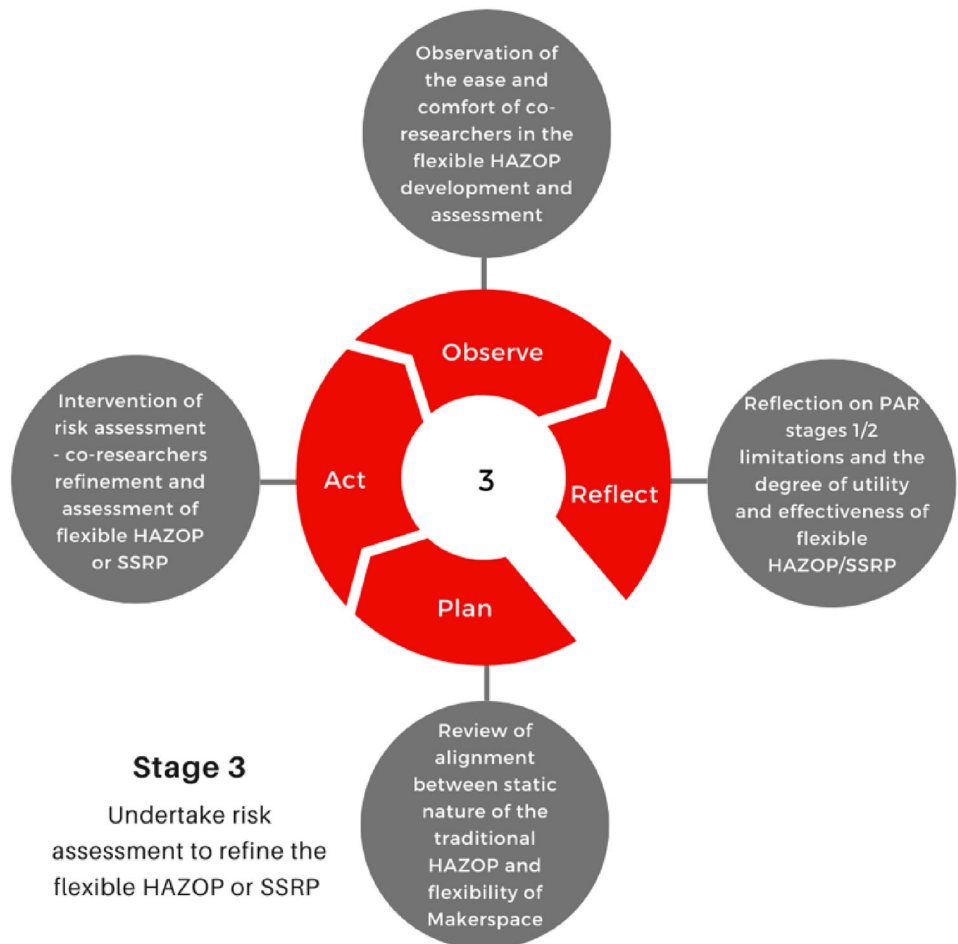 Observation of
the ease and
comfort of co-
researchers in the
flexible HAZOP
development and
assessment
Observe
Intervention of
risk assessment
- co-researchers
refinement and
assessment of
flexible HAZOP
or SSRP
Act
3
Reflect
Reflection on PAR
stages 1/2
limitations and the
degree of utility
and effectiveness of
flexible
HAZOP/SSRP
Plan
Review of
alignment
between static
nature of the
traditional
HAZOP and
flexibility of
Makerspace
Stage 3
Undertake risk
assessment to refine the
flexible HAZOP or SSRP